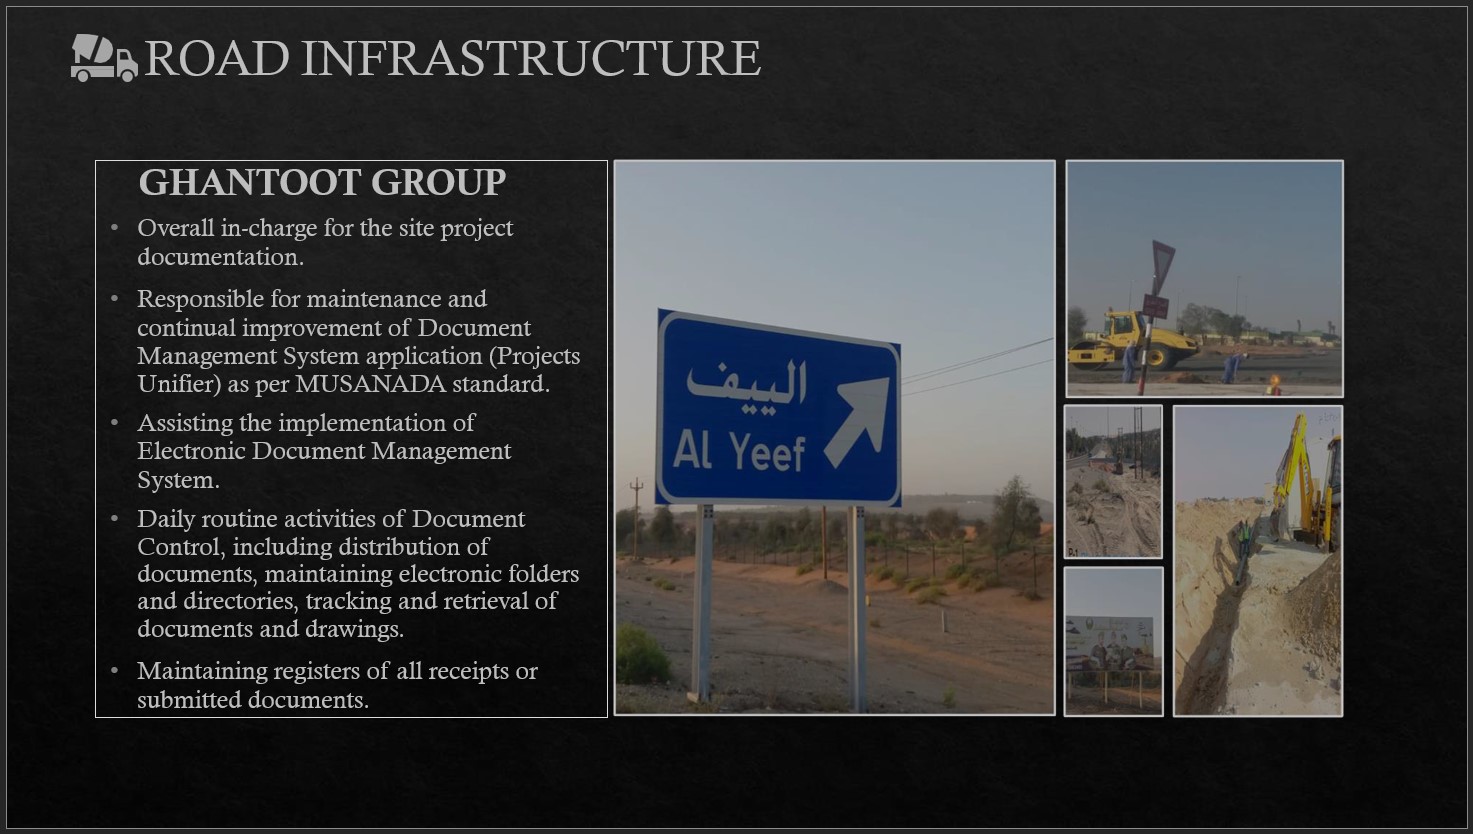 ROAD INFRASTRUCTURE
GHANTOOT GROUP
• Overall in-charge for the site project
documentation.
• Responsible for maintenance and
continual improvement of Document
Management System application (Projects
Unifier) as per MUSANADA standard.
• Assisting the implementation of
Electronic Document Management
System.
• Daily routine activities of Document
Control, including distribution of
documents, maintaining electronic folders
and directories, tracking and retrieval of
documents and drawings.
• Maintaining registers of all receipts or
submitted documents.
الييف
Al Yeef